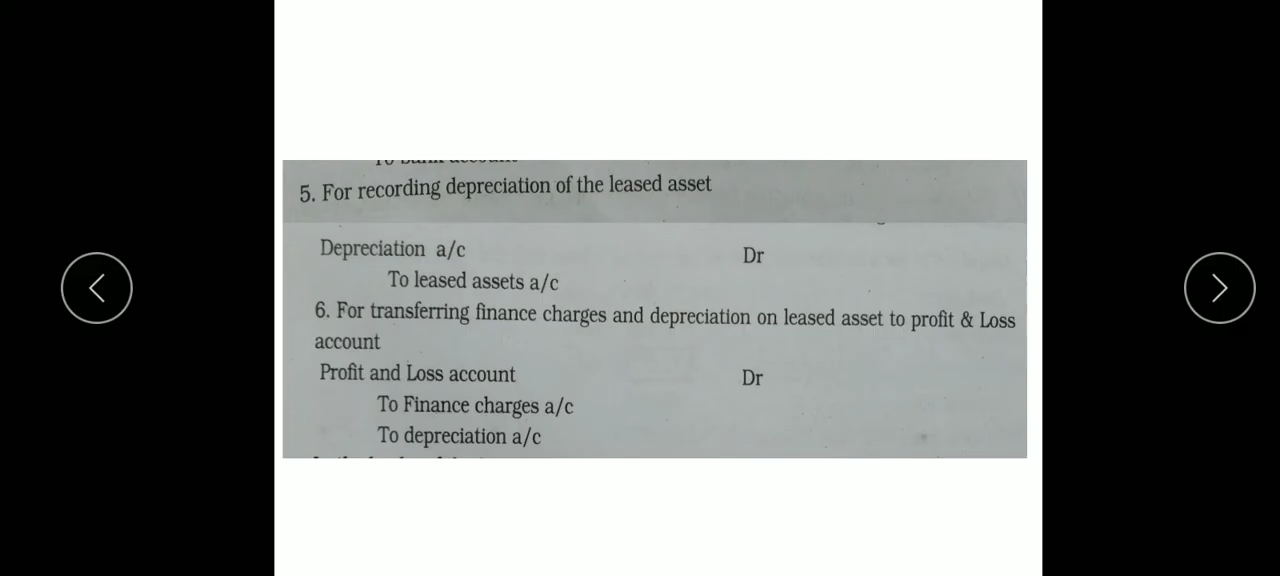 5. For recording depreciation of the leased asset
Depreciation a/c Dr
To leased assets a/c
6. For transferring finance charges and depreciation on leased asset to profit & Loss
account
Profit and Loss account Dr
To Finance charges a/c
To depreciation a/c